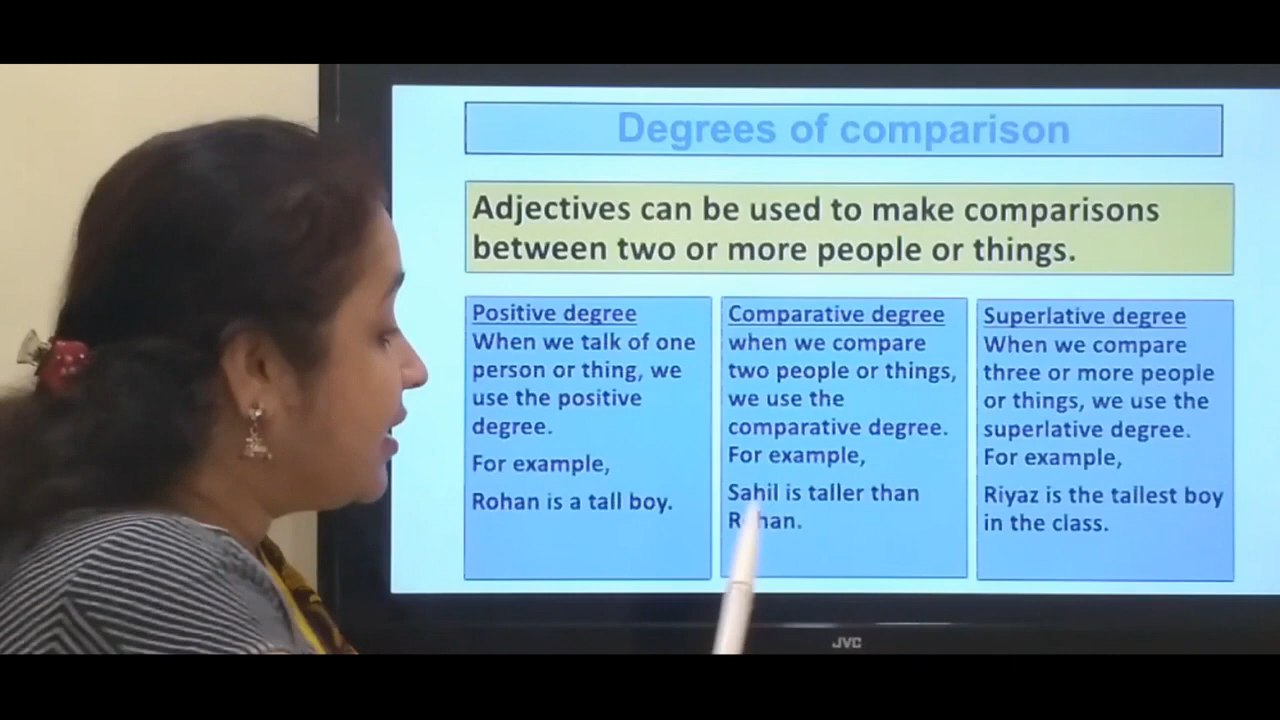 Degrees of comparison
Adjectives can be used to make comparisons
between two or more people or things.
Positive degree
When we talk of one
person or thing, we
use the positive
degree.
For example,
Rohan is a tall boy.
Comparative degree
when we compare
two people or things,
we use the
comparative degree.
For example,
Sahil is taller than
Rohan.
Superlative degree
When we compare
three or more people
or things, we use the
superlative degree.
For example,
Riyaz is the tallest boy
in the class.
JVC